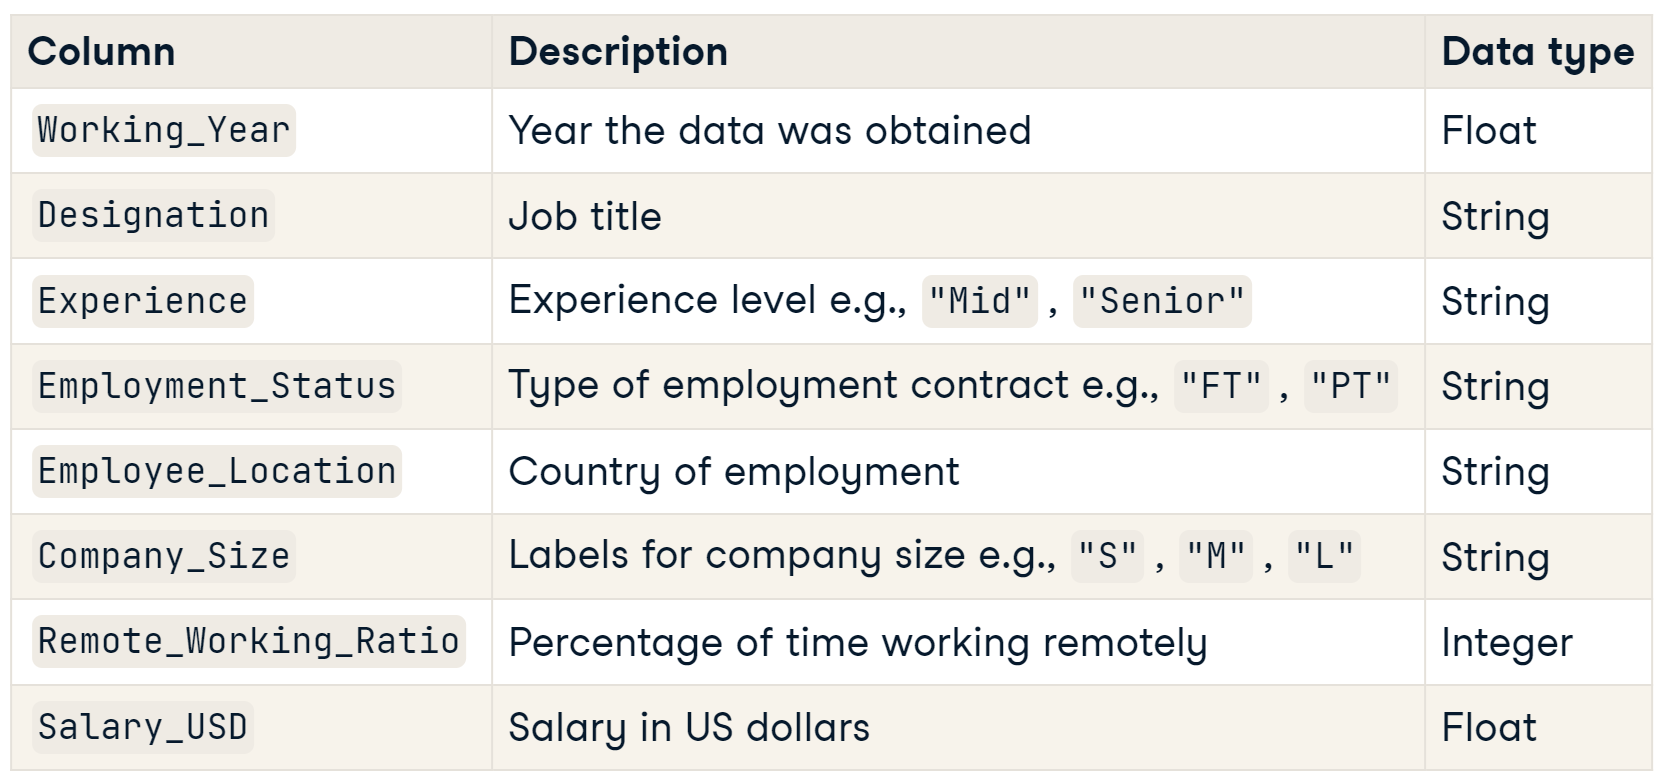 Column Description Data type
Working_Year Year the data was obtained Float
Designation Job title String
Experience Experience level e.g., "Mid" , "Senior" String
Employment_Status Type of employment contract e.g., "FT" , "PT" String
Employee_Location Country of employment String
Company_Size Labels for company size e.g., "S" , "M" , "L" String
Remote_Working_Ratio Percentage of time working remotely Integer
Salary_USD Salary in US dollars Float